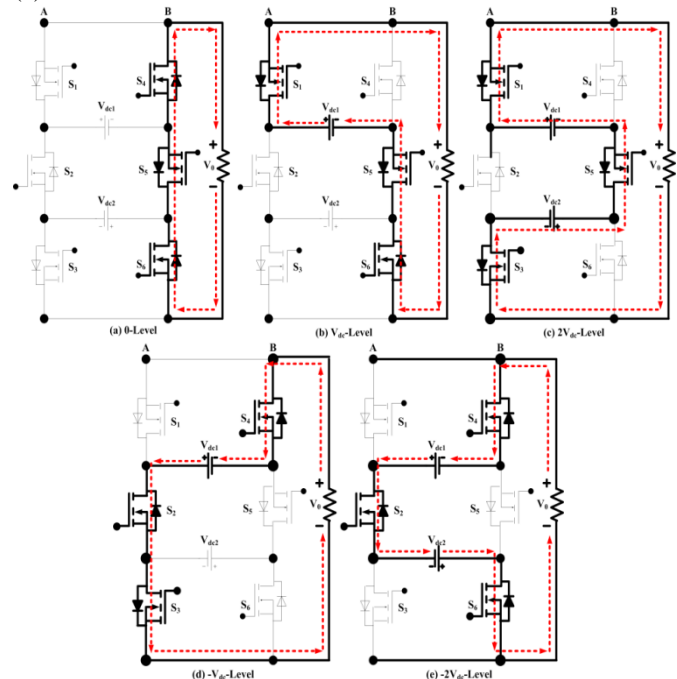 A B A B A B
S4 S1 S4 S1 S4
S1
Vdc1 Vdc1 Vdc1
+ + +
S2 S5 V0 S2 S5 V0 S2 S5 V0
- - -
Vdc2 Vdc2 Vdc2
S3 S6 S3 S6 S3 S6
(a) 0-Level (b) Vdc-Level (c) 2Vdc-Level
A B A B
S1 S4 S1 S4
Vdc1 Vdc1
+ +
S2 S5 V0 S2 S5 V0
- -
Vdc2 Vdc2
S3 S6 S3 S6
(d) -Vdc-Level (e) -2Vdc-Level